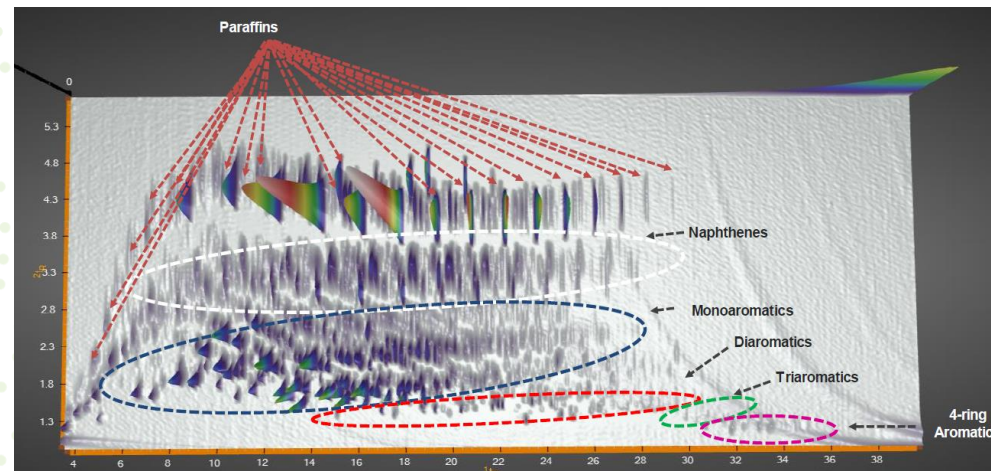 Paraffins
0
5.3
4.8
4.3
3.8
3.3
2.8
2.3
1.8
1.3
Naphthenes
Monoaromatics
Diaromatics
Triaromatics
4-ring
Aromatic
4 6 8 10 12 14 16 18 20 22 24 26 28 30 32 34 36 38